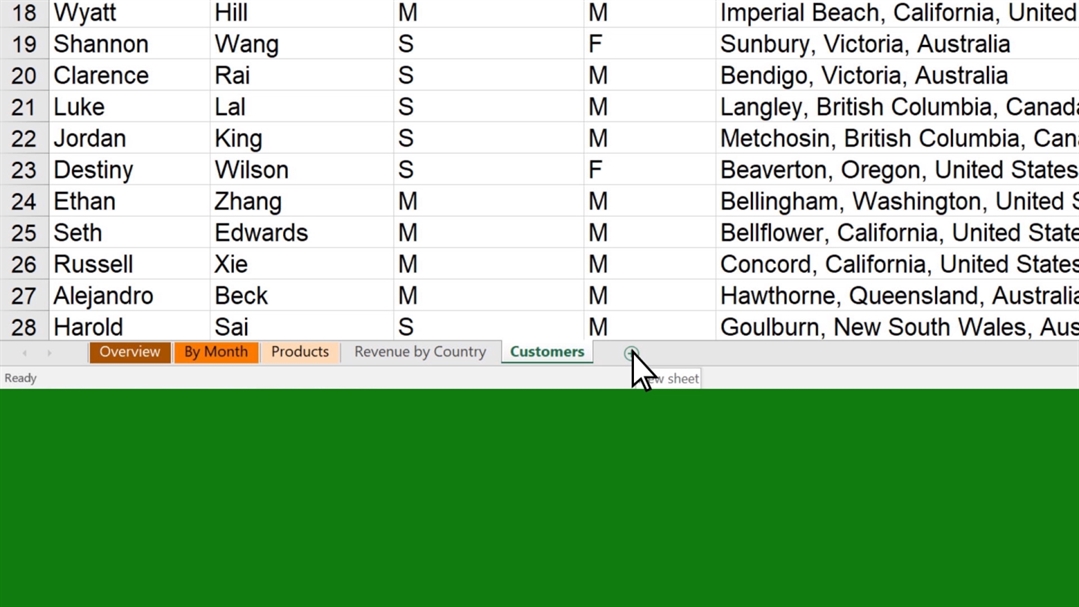 18 Wyatt Hill M M Imperial Beach, California, United
19 Shannon Wang S F Sunbury, Victoria, Australia
20 Clarence Rai S M Bendigo, Victoria, Australia
21 Luke Lal S M Langley, British Columbia, Canada
22 Jordan King S M Metchosin, British Columbia, Can
23 Destiny Wilson S F Beaverton, Oregon, United States
24 Ethan Zhang M M Bellingham, Washington, United S
25 Seth Edwards M M Bellflower, California, United State
26 Russell Xie M M Concord, California, United States
27 Alejandro Beck M M Hawthorne, Queensland, Australia
28 Harold Sai S M Goulburn, New South Wales, Aus
Overview By Month Products Revenue by Country Customers
Ready ew sheet